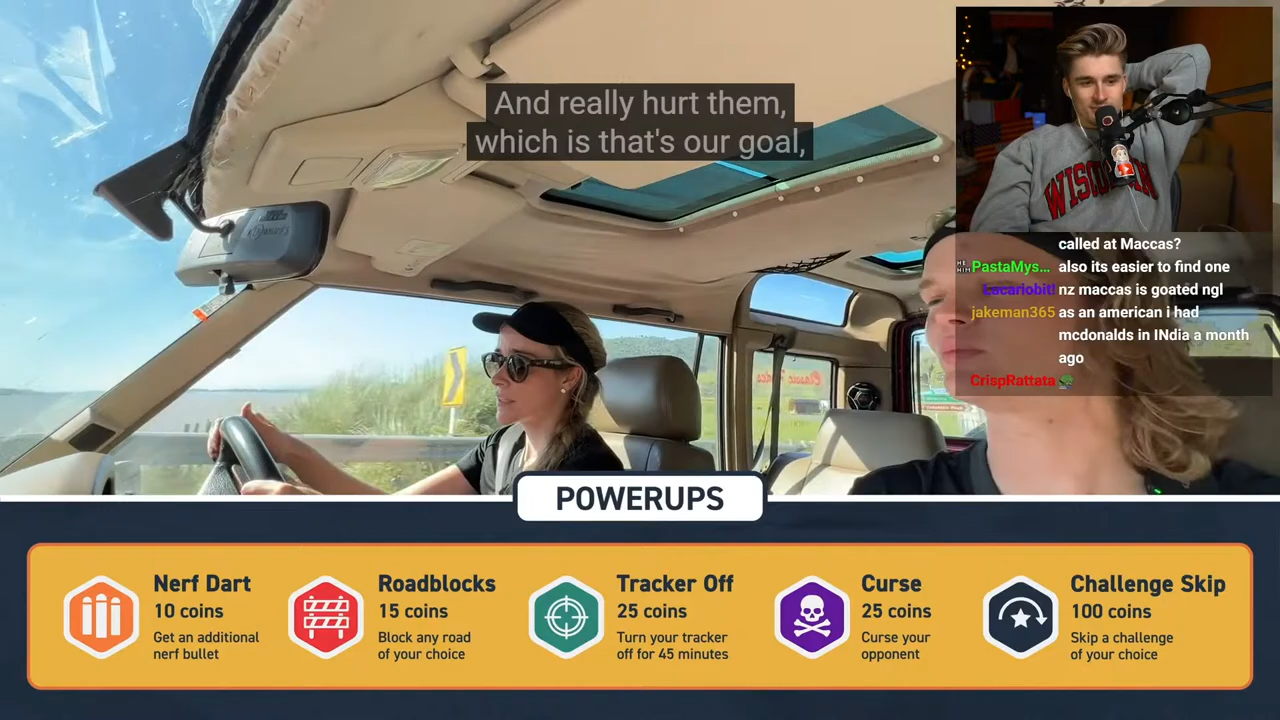 And really hurt them,
which is that's our goal,
WISCONSIN
called at Maccas?
PastaMys... also its easier to find one
Lacariobit! nz maccas is goated ngl
jakeman365 as an american i had
mcdonalds in INdia a month
ago
CrispRattata
POWERUPS
Nerf Dart
10 coins
Get an additional
nerf bullet
Roadblocks
15 coins
Block any road
of your choice
Tracker Off
25 coins
Turn your tracker
off for 45 minutes
Curse
25 coins
Curse your
opponent
Challenge Skip
100 coins
Skip a challenge
of your choice